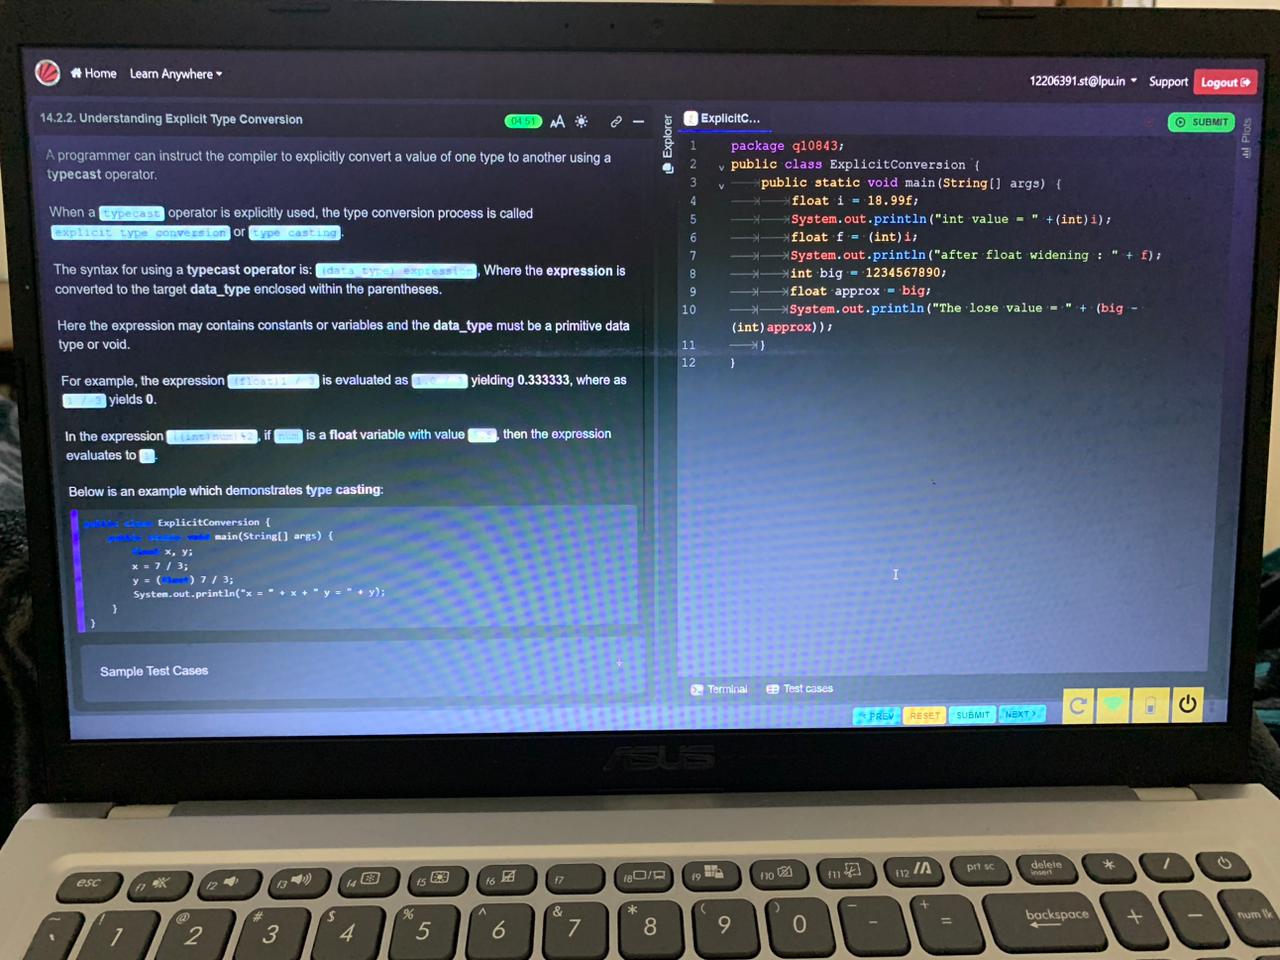 Home Learn Anywhere
12206391.st@lpu.in Support Logout
14.2.2. Understanding Explicit Type Conversion
04:51 AA
A programmer can instruct the compiler to explicitly convert a value of one type to another using a
typecast operator.
When a typecast operator is explicitly used, the type conversion process is called
explicit type conversion or type casting.
The syntax for using a typecast operator is: (data_type) expression, Where the expression is
converted to the target data_type enclosed within the parentheses.
Here the expression may contains constants or variables and the data_type must be a primitive data
type or void.
For example, the expression (float)1 / 3 is evaluated as yielding 0.333333, where as
1 / 3 yields 0.
In the expression ((int)num)%2, if num is a float variable with value , then the expression
evaluates to 1.
Below is an example which demonstrates type casting:
public class ExplicitConversion {
public static void main(String[] args) {
float x, y;
x = 7 / 3;
y = (float) 7 / 3;
System.out.println("x = " + x + " y = " + y);
}
}
Sample Test Cases +
Explorer
ExplicitC...
SUBMIT
Plots
1 package q10843;
2 public class ExplicitConversion {
3 public static void main(String[] args) {
4 float i = 18.99f;
5 System.out.println("int value = " +(int)i);
6 float f = (int)i;
7 System.out.println("after float widening : " + f);
8 int big = 1234567890;
9 float approx = big;
10 System.out.println("The lose value = " + (big -
(int)approx));
11 }
12 }
Terminal Test cases
< PREV RESET SUBMIT NEXT >
ASUS
esc f1 f2 f3 f4 f5 f6 f7 f8 f9 f10 f11 f12 prt sc delete insert * /
~ ` ! 1 @ 2 # 3 $ 4 % 5 ^ 6 & 7 * 8 ( 9 ) 0 _ - + = backspace + - num lk